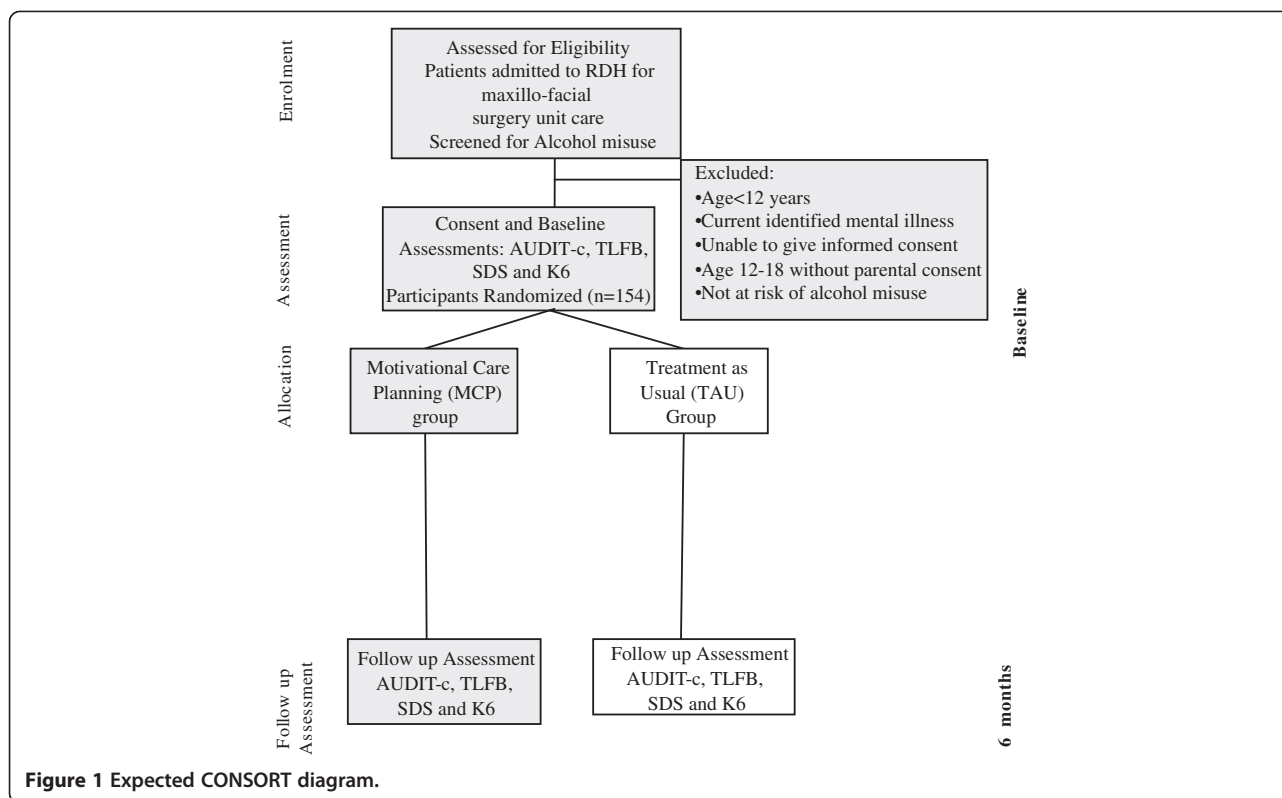 Enrolment
Assessed for Eligibility
Patients admitted to RDH for
maxillo-facial
surgery unit care
Screened for Alcohol misuse
Excluded:
•Age<12 years
•Current identified mental illness
•Unable to give informed consent
•Age 12-18 without parental consent
•Not at risk of alcohol misuse
Assessment
Consent and Baseline
Assessments: AUDIT-c, TLFB,
SDS and K6
Participants Randomized (n=154)
Baseline
Allocation
Motivational Care
Planning (MCP)
group
Treatment as
Usual (TAU)
Group
Follow up
Assessment
Follow up Assessment
AUDIT-c, TLFB,
SDS and K6
Follow up Assessment
AUDIT-c, TLFB,
SDS and K6
6 months
Figure 1 Expected CONSORT diagram.